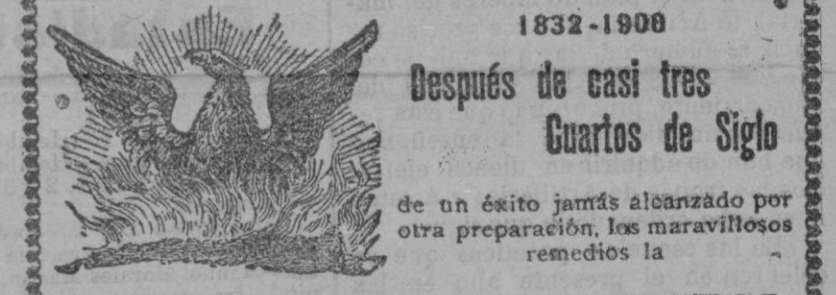 1832-1900
Después de casi tres
Cuartos de Siglo
de un éxito jamás alcanzado por
otra preparación, los maravillosos
remedios la